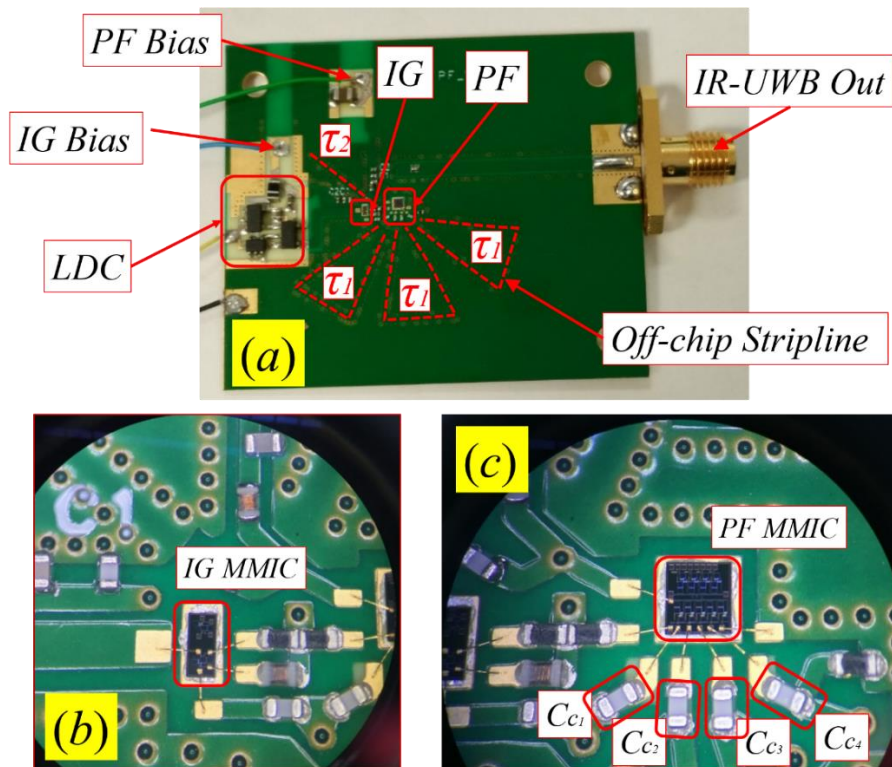 PF Bias
IG
PF
IR-UWB Out
IG Bias
τ2
LDC
τ1
τ1
τ1
Off-chip Stripline
(a)
(b)
C1
IG MMIC
(c)
PF MMIC
Cc1
Cc2
Cc3
Cc4